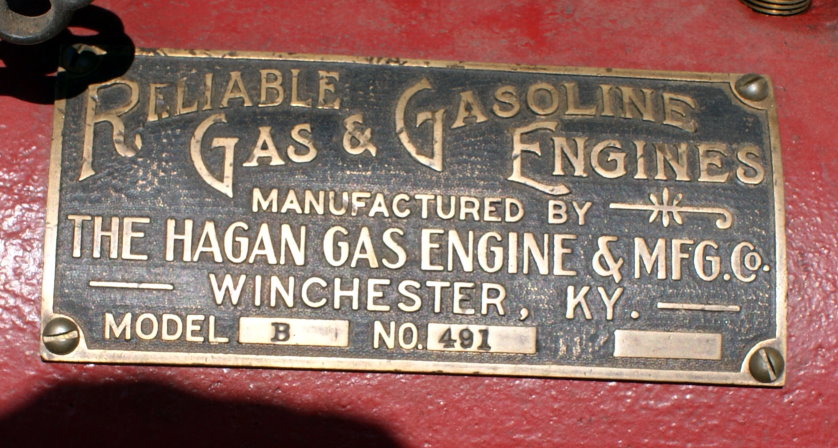 RELIABLE
GAS & GASOLINE
ENGINES
MANUFACTURED BY
THE HAGAN GAS ENGINE & MFG. CO.
WINCHESTER, KY.
MODEL B NO. 491